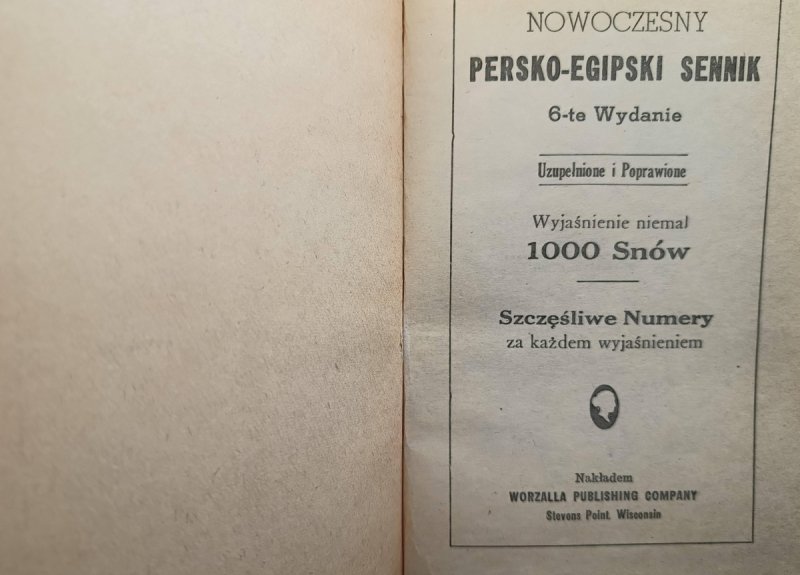 NOWOCZESNY
PERSKO-EGIPSKI SENNIK
6-te Wydanie
Uzupełnione i Poprawione
Wyjaśnienie niemal
1000 Snów
Szczęśliwe Numery
za każdem wyjaśnieniem
Nakładem
WORZALLA PUBLISHING COMPANY
Stevens Point, Wisconsin